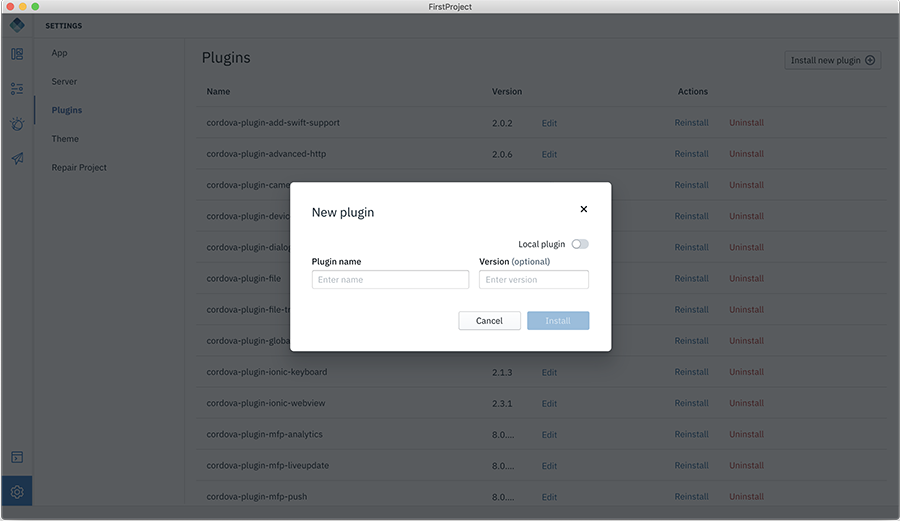 FirstProject
SETTINGS
App
Server
Plugins
Theme
Repair Project
Plugins
Install new plugin
Name Version Actions
cordova-plugin-add-swift-support 2.0.2 Edit Reinstall Uninstall
cordova-plugin-advanced-http 2.0.6 Edit Reinstall Uninstall
cordova-plugin-came Reinstall Uninstall
cordova-plugin-devic Reinstall Uninstall
cordova-plugin-dialog Reinstall Uninstall
cordova-plugin-file Reinstall Uninstall
cordova-plugin-file-tr Reinstall Uninstall
cordova-plugin-globa Reinstall Uninstall
cordova-plugin-ionic-keyboard 2.1.3 Edit Reinstall Uninstall
cordova-plugin-ionic-webview 2.3.1 Edit Reinstall Uninstall
cordova-plugin-mfp-analytics 8.0.... Edit Reinstall Uninstall
cordova-plugin-mfp-liveupdate 8.0.... Edit Reinstall Uninstall
cordova-plugin-mfp-push 8.0.... Edit Reinstall Uninstall
New plugin
Local plugin
Plugin name Version (optional)
Enter name Enter version
Cancel Install